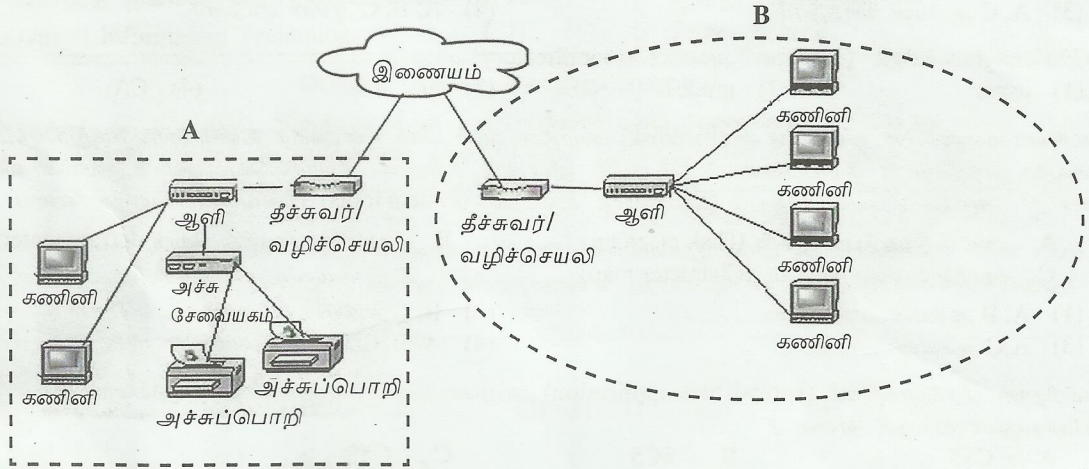 B
இணையம்
A
கணினி
கணினி
கணினி
கணினி
ஆளி
தீச்சுவர்/
வழிச்செயலி
ஆளி
தீச்சுவர்/
வழிச்செயலி
அச்சு
சேவையகம்
கணினி
கணினி
அச்சுப்பொறி
அச்சுப்பொறி